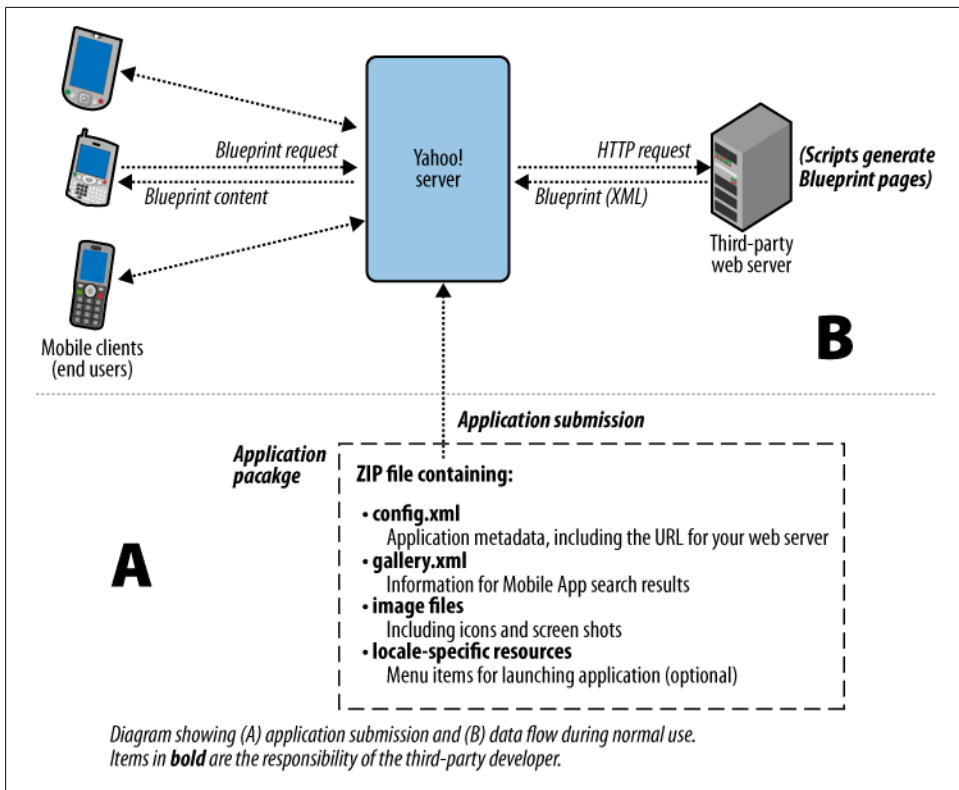 Blueprint request
Blueprint content
Yahoo!
server
HTTP request
Blueprint (XML)
(Scripts generate
Blueprint pages)
Third-party
web server
Mobile clients
(end users)
B
Application submission
Application
pacakge
ZIP file containing:
• config.xml
Application metadata, including the URL for your web server
• gallery.xml
Information for Mobile App search results
• image files
Including icons and screen shots
• locale-specific resources
Menu items for launching application (optional)
A
Diagram showing (A) application submission and (B) data flow during normal use.
Items in bold are the responsibility of the third-party developer.